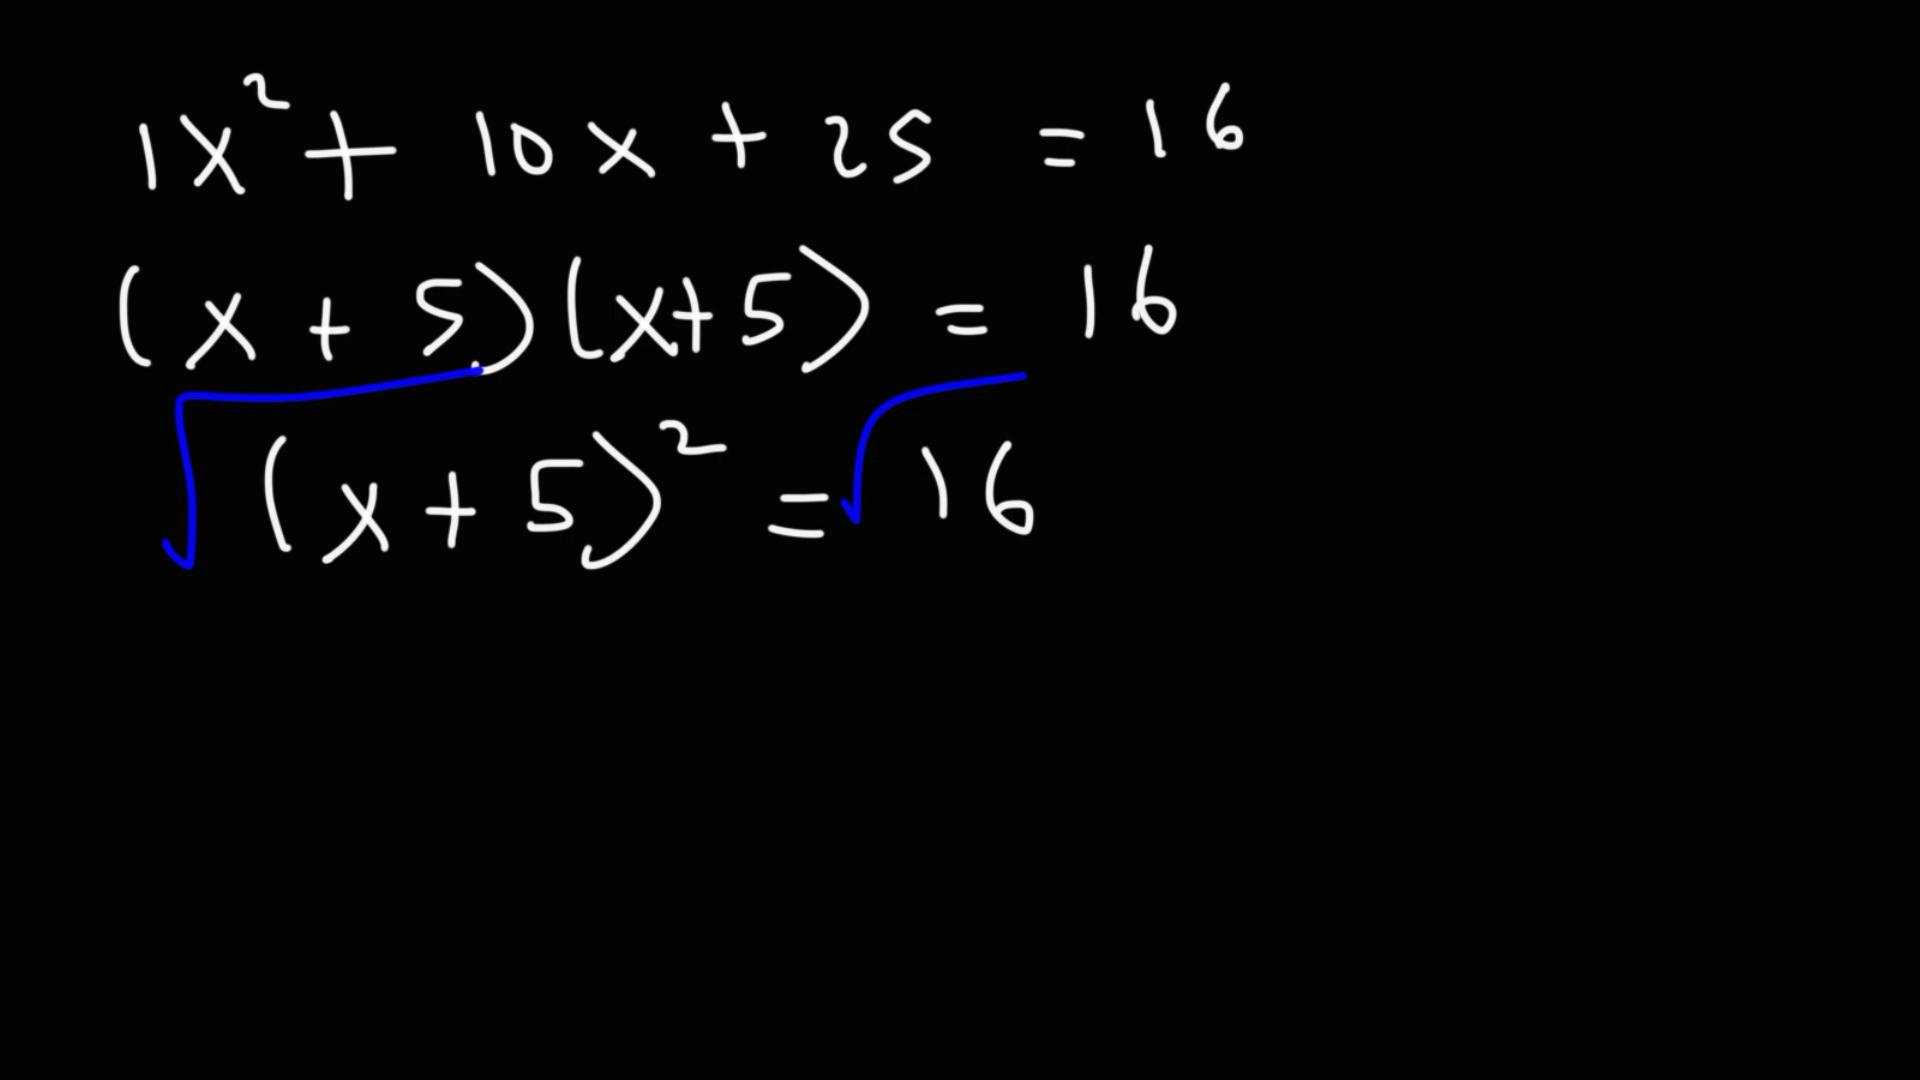 1x² + 10x + 25 = 16
(x + 5)(x+5) = 16
√(x + 5)² = √16